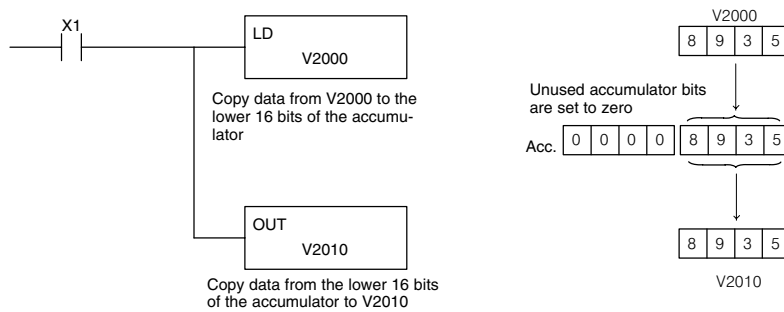 X1
LD
V2000
Copy data from V2000 to the
lower 16 bits of the accumu-
lator
OUT
V2010
Copy data from the lower 16 bits
of the accumulator to V2010
V2000
8 9 3 5
Unused accumulator bits
are set to zero
Acc. 0 0 0 0 8 9 3 5
8 9 3 5
V2010